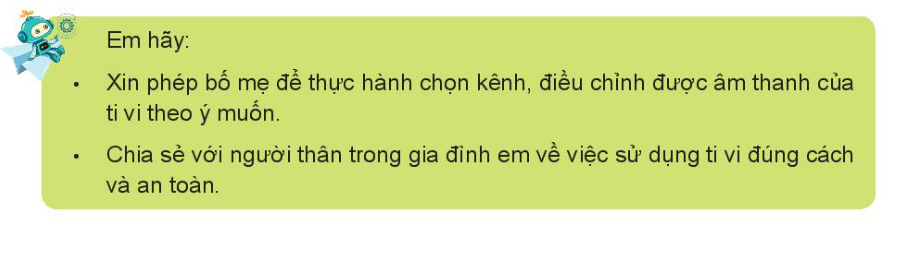 Em hãy:
• Xin phép bố mẹ để thực hành chọn kênh, điều chỉnh được âm thanh của
ti vi theo ý muốn.
• Chia sẻ với người thân trong gia đình em về việc sử dụng ti vi đúng cách
và an toàn.